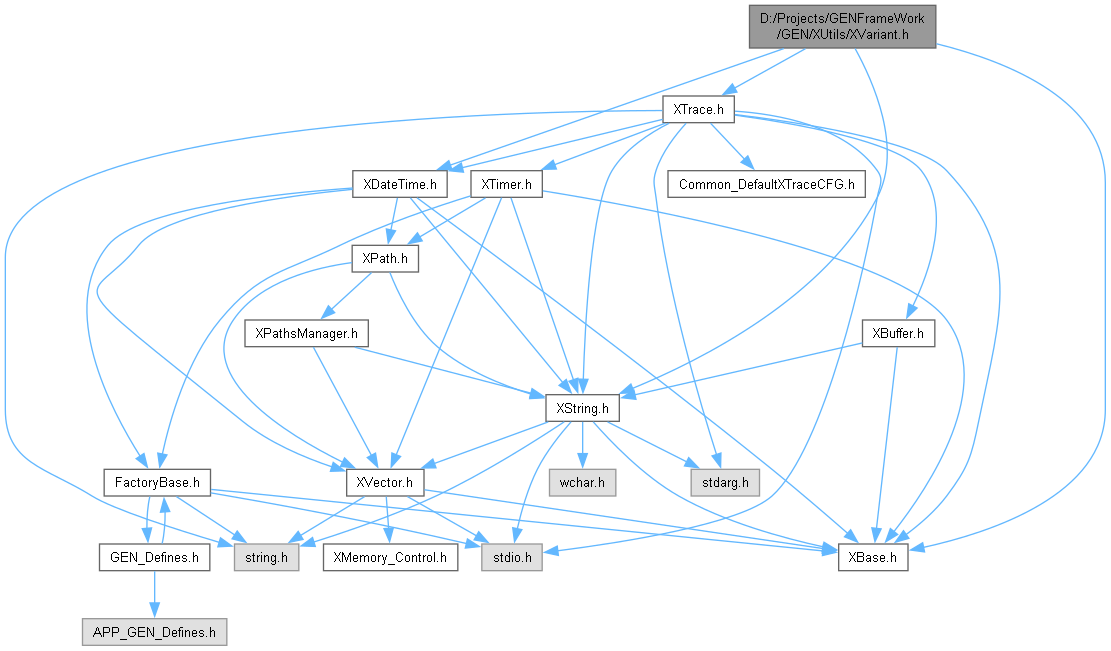 D:/Projects/GENFrameWork
/GEN/XUtils/XVariant.h
XTrace.h
XDateTime.h
XTimer.h
Common_DefaultXTraceCFG.h
XPath.h
XPathsManager.h
XBuffer.h
XString.h
FactoryBase.h
XVector.h
wchar.h
stdarg.h
GEN_Defines.h
string.h
XMemory_Control.h
stdio.h
XBase.h
APP_GEN_Defines.h